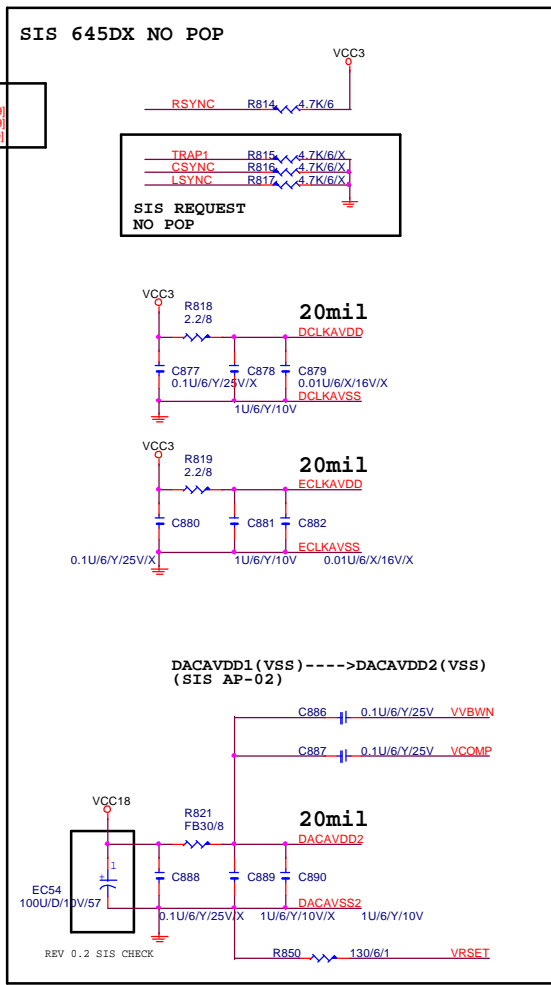 SIS 645DX NO POP
VCC3
RSYNC R814 4.7K/6
TRAP1 R815 4.7K/6/X
CSYNC R816 4.7K/6/X
LSYNC R817 4.7K/6/X
SIS REQUEST
NO POP
VCC3
R818
2.2/8
20mil
DCLKAVDD
C877 C878 C879
0.1U/6/Y/25V/X 0.01U/6/X/16V/X
DCLKAVSS
1U/6/Y/10V
VCC3
R819
2.2/8
20mil
ECLKAVDD
C880 C881 C882
ECLKAVSS
0.1U/6/Y/25V/X 1U/6/Y/10V 0.01U/6/X/16V/X
DACAVDD1(VSS)---->DACAVDD2(VSS)
(SIS AP-02)
C886 0.1U/6/Y/25V VVBWN
C887 0.1U/6/Y/25V VCOMP
VCC18
R821
FB30/8
20mil
DACAVDD2
1
+
C888 C889 C890
EC54
100U/D/10V/57
DACAVSS2
0.1U/6/Y/25V/X 1U/6/Y/10V/X 1U/6/Y/10V
REV 0.2 SIS CHECK
R850 130/6/1 VRSET